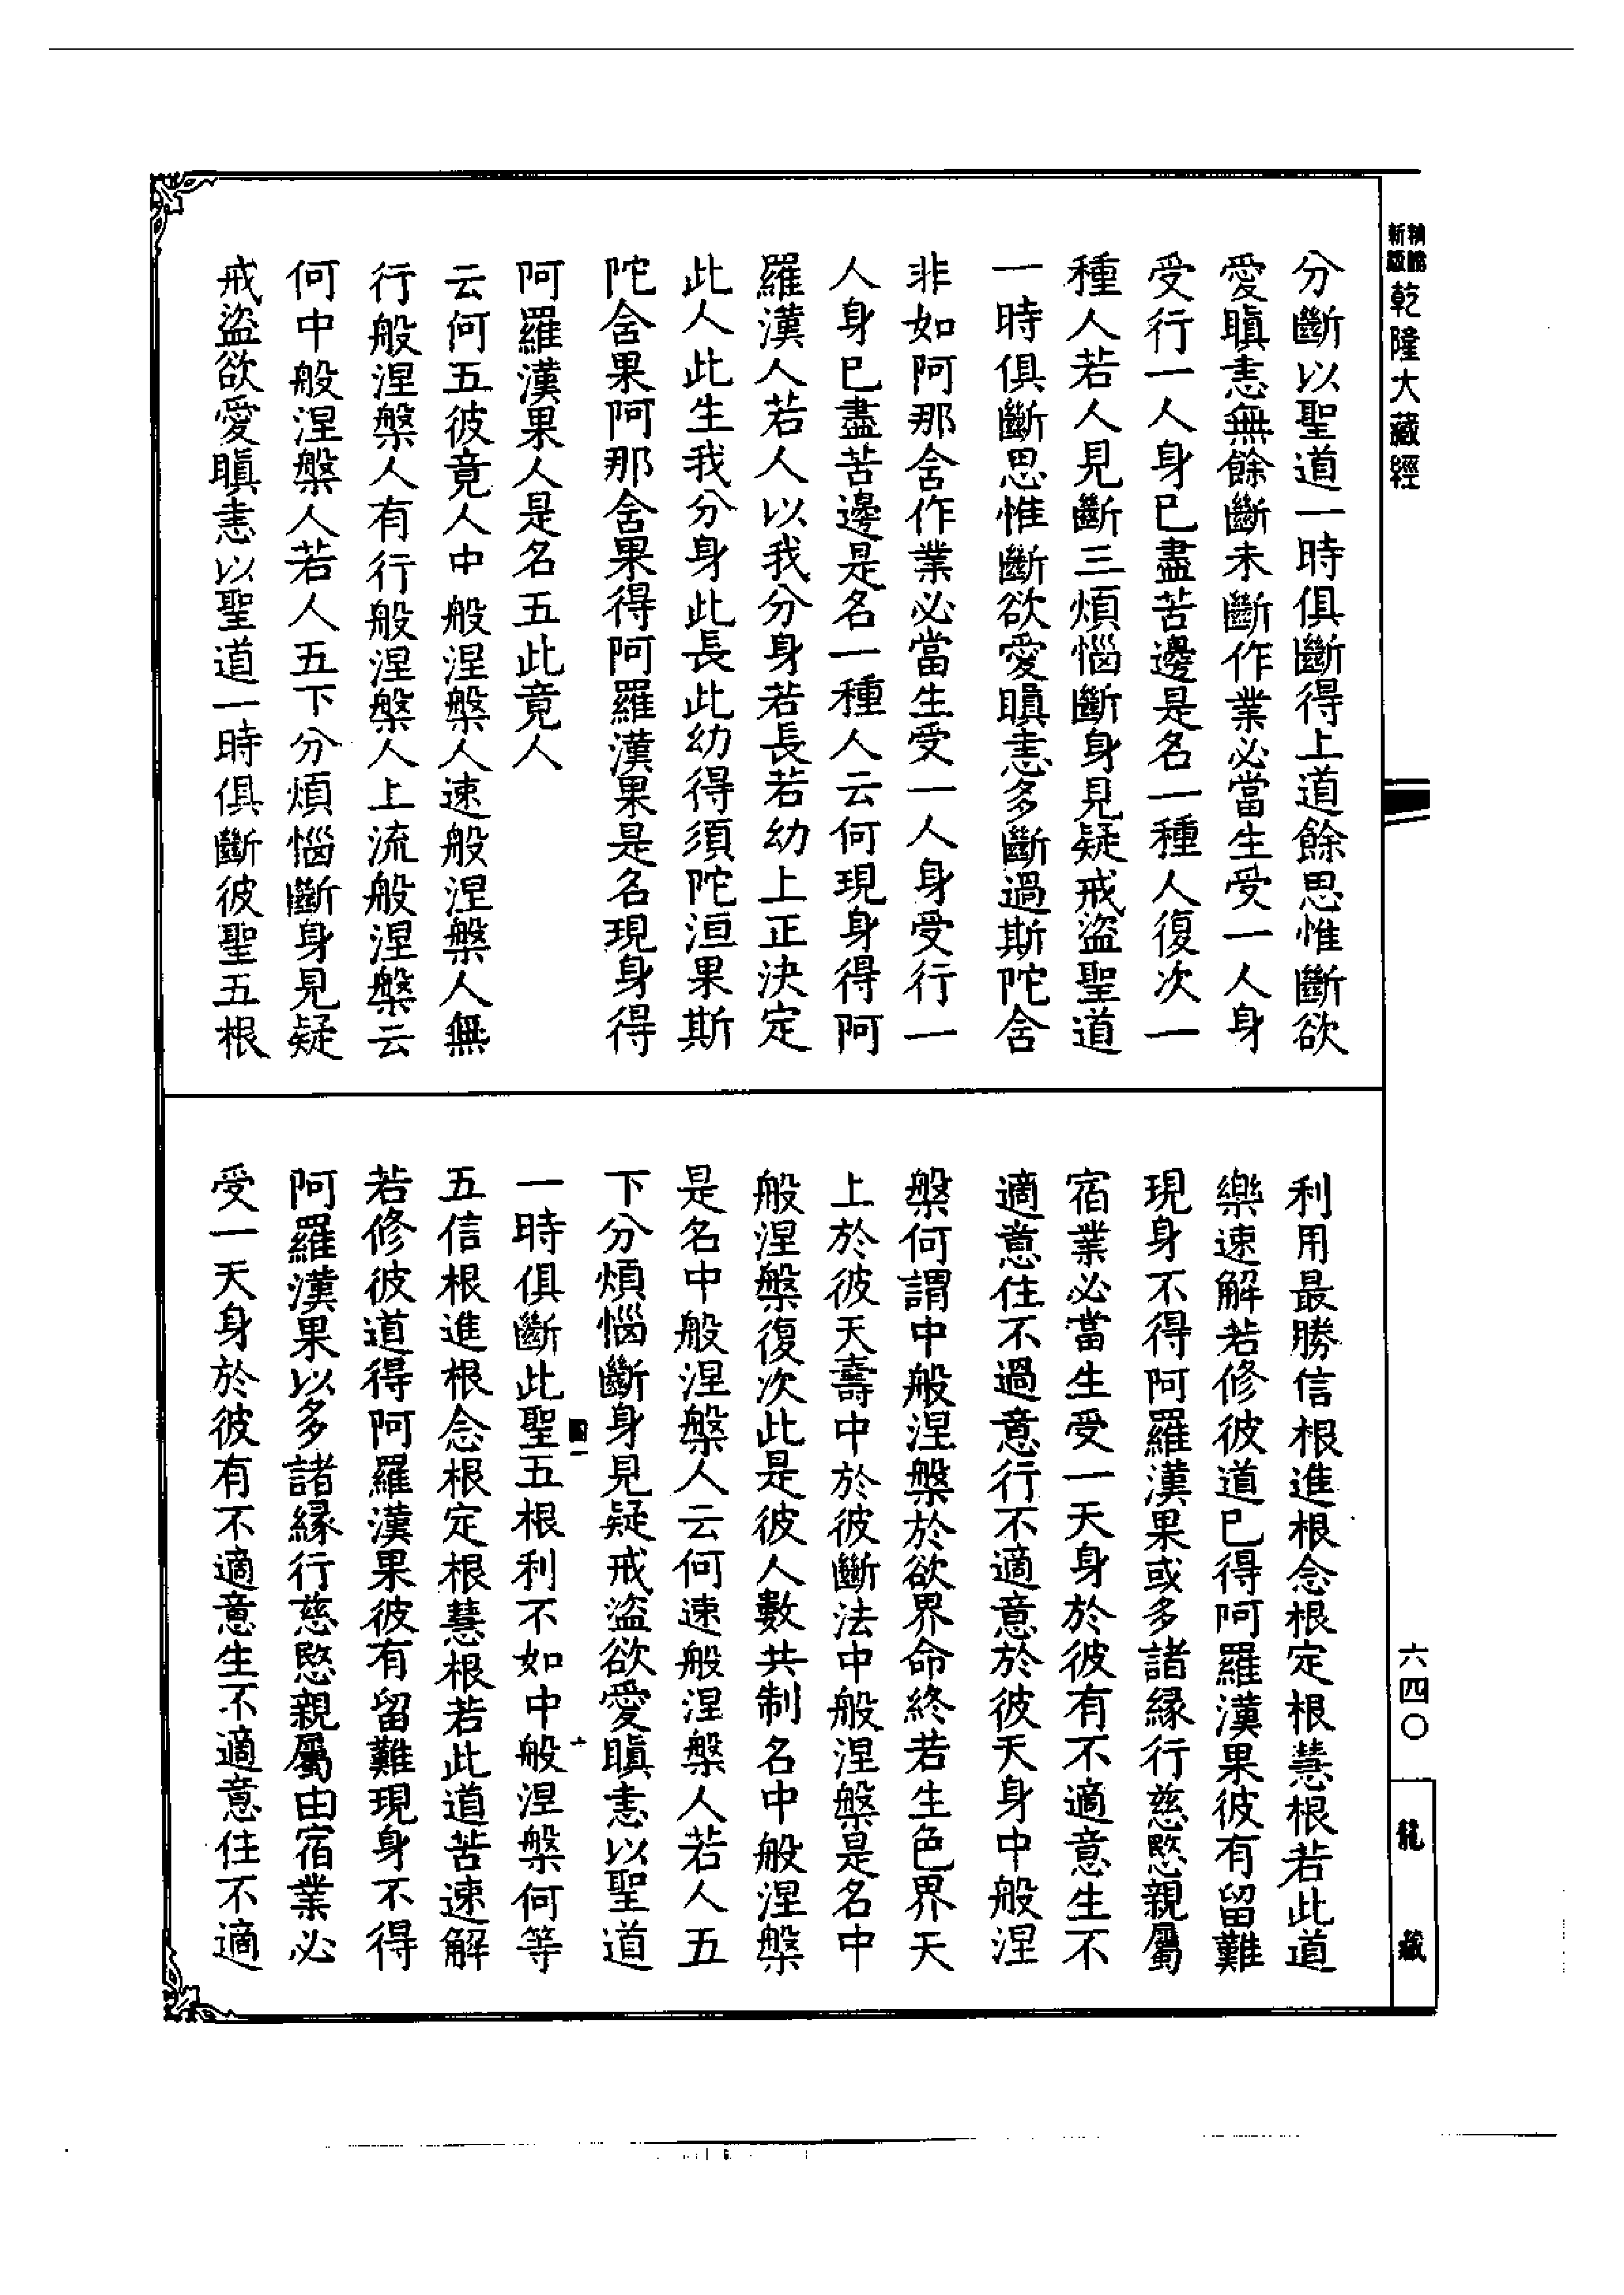 乾隆大藏經
分斷以聖道一時俱斷得上道餘思惟斷欲
愛瞋恚無餘斷未斷作業必當生受一人身
受行一人身已盡苦邊是名一種人復次一
種人若人見斷三煩惱斷身見疑戒盜聖道
一時俱斷思惟斷欲愛瞋恚多斷過斯陀舍
非如阿那舍作業必當生受一人身受行一
人身已盡苦邊是名一種人云何現身得阿
羅漢人若人以我分身若長若幼上正決定
此人此生我分身此長此幼得須陀洹果斯
陀舍果阿那舍果得阿羅漢果是名現身得
阿羅漢果人是名五此竟人
云何五彼竟人中般涅槃人速般涅槃人無
行般涅槃人有行般涅槃人上流般涅槃云
何中般涅槃人若人五下分煩惱斷身見疑
戒盜欲愛瞋恚以聖道一時俱斷彼聖五根
利用最勝信根進根念根定根慧根若此道
樂速解若修彼道已得阿羅漢果彼有留難
現身不得阿羅漢果或多諸緣行慈愍親屬
宿業必當生受一天身於彼有不適意生不
適意住不過意行不適意於彼天身中般涅
槃何謂中般涅槃於欲界命終若生色界天
上於彼天壽中於彼斷法中般涅槃是名中
般涅槃復次此是彼人數共制名中般涅槃
是名中般涅槃人云何速般涅槃人若人五
下分煩惱斷身見疑戒盜欲愛瞋恚以聖道
一時俱斷此聖五根利不如中般涅槃何等
五信根進根念根定根慧根若此道苦速解
若修彼道得阿羅漢果彼有留難現身不得
阿羅漢果以多諸緣行慈愍親屬由宿業必
受一天身於彼有不適意生不適意住不適
六四〇
龍藏